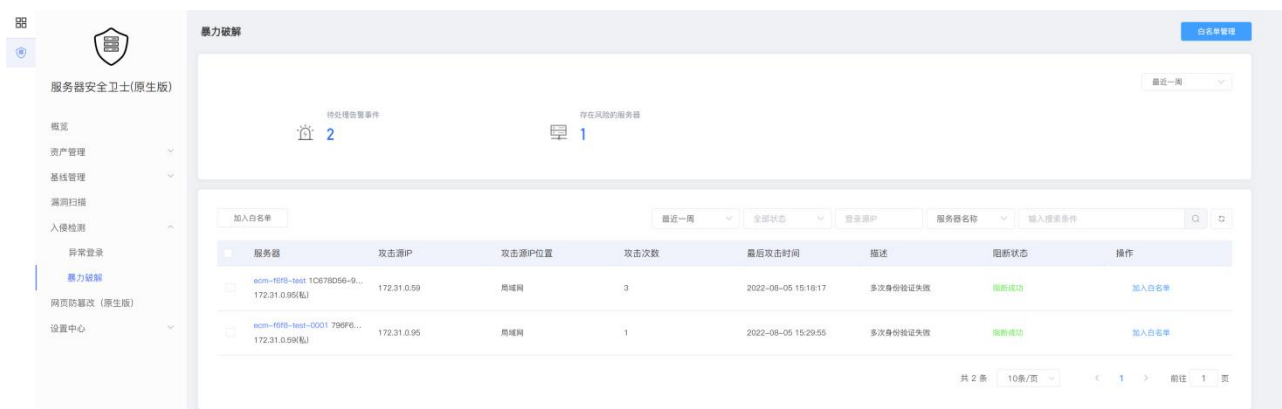 暴力破解
白名单管理
服务器安全卫士(原生版)
概览
资产管理
基线管理
漏洞扫描
入侵检测
异常登录
暴力破解
网页防篡改（原生版）
设置中心
最近一周
待处理告警事件
2
存在风险的服务器
1
加入白名单
最近一周
全部状态
登录源IP
服务器名称
输入搜索条件
服务器 攻击源IP 攻击源IP位置 攻击次数 最后攻击时间 描述 阻断状态 操作
ecm-f6f8-test 1C678D56-9...
172.31.0.95(私)
172.31.0.59 局域网 3 2022-08-05 15:18:17 多次身份验证失败 阻断成功 加入白名单
ecm-f6f8-test-0001 796F6...
172.31.0.59(私)
172.31.0.95 局域网 1 2022-08-05 15:29:55 多次身份验证失败 阻断成功 加入白名单
共 2 条 10条/页 < 1 > 前往 1 页